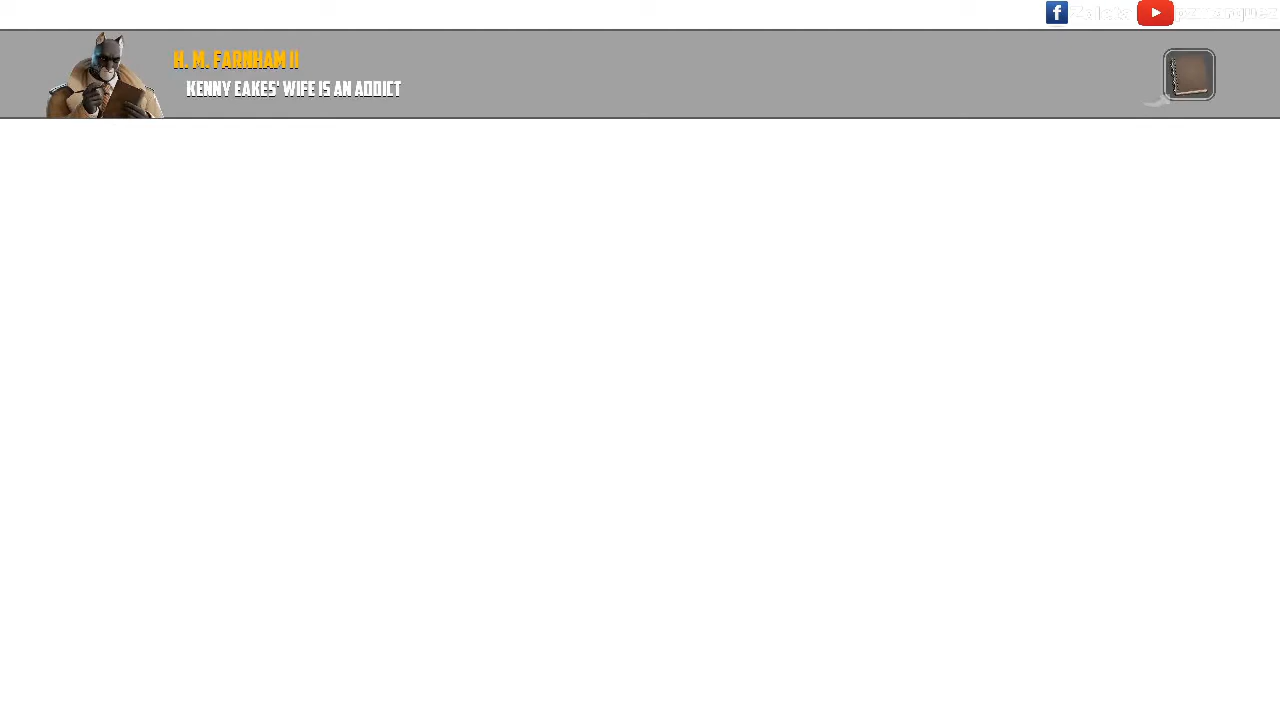 H. M. FARNHAM II
KENNY EAKES' WIFE IS AN ADDICT